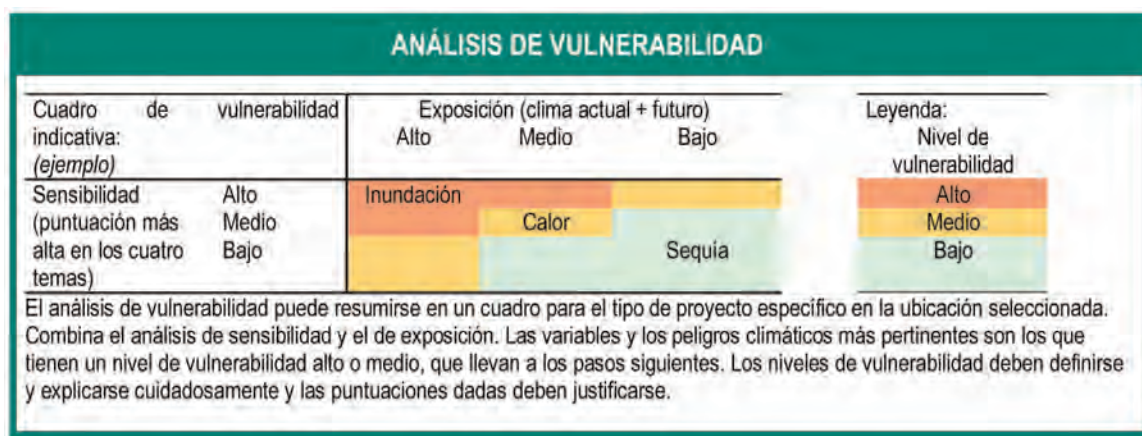 ANÁLISIS DE VULNERABILIDAD
Cuadro de vulnerabilidad Exposición (clima actual + futuro) Leyenda:
indicativa: Alto Medio Bajo Nivel de
(ejemplo) vulnerabilidad
Sensibilidad Alto Inundación Alto
(puntuación más Medio Calor Medio
alta en los cuatro Bajo Sequía Bajo
temas)
El análisis de vulnerabilidad puede resumirse en un cuadro para el tipo de proyecto específico en la ubicación seleccionada.
Combina el análisis de sensibilidad y el de exposición. Las variables y los peligros climáticos más pertinentes son los que
tienen un nivel de vulnerabilidad alto o medio, que llevan a los pasos siguientes. Los niveles de vulnerabilidad deben definirse
y explicarse cuidadosamente y las puntuaciones dadas deben justificarse.